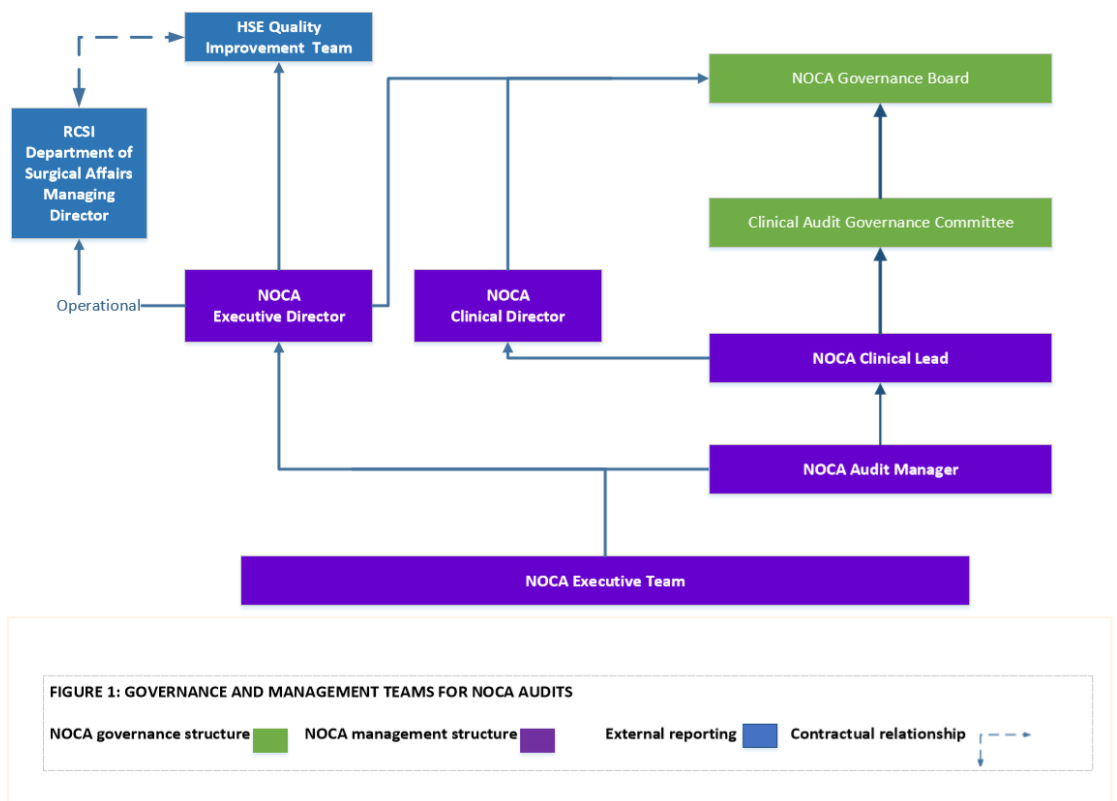 HSE Quality
Improvement Team
NOCA Governance Board
RCSI
Department of
Surgical Affairs
Managing
Director
Clinical Audit Governance Committee
Operational
NOCA
Executive Director
NOCA
Clinical Director
NOCA Clinical Lead
NOCA Audit Manager
NOCA Executive Team
FIGURE 1: GOVERNANCE AND MANAGEMENT TEAMS FOR NOCA AUDITS
NOCA governance structure
NOCA management structure
External reporting
Contractual relationship